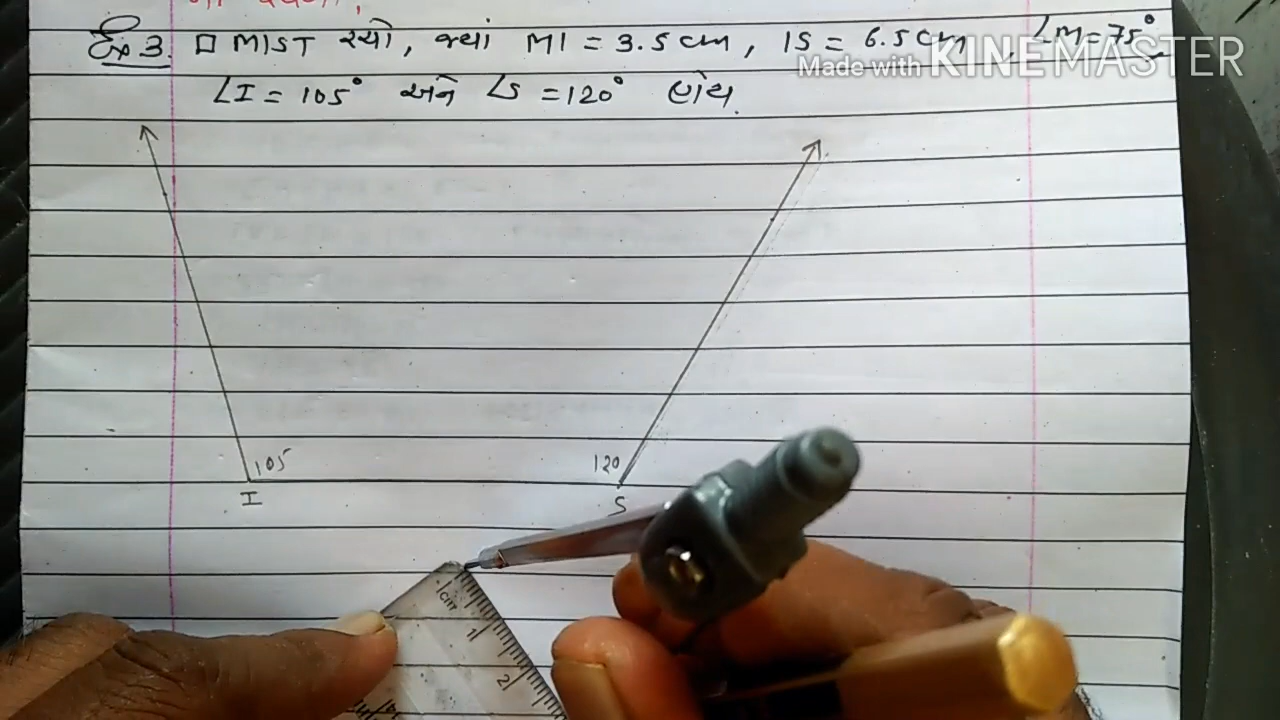 Ex 3. □ MIST રચો, જ્યાં MI = 3.5 cm, IS = 6.5 cm, ∠M = 75°
Made with KINEMASTER
∠I = 105° અને ∠S = 120° હોય.
105
120
I
S
1
CM
2